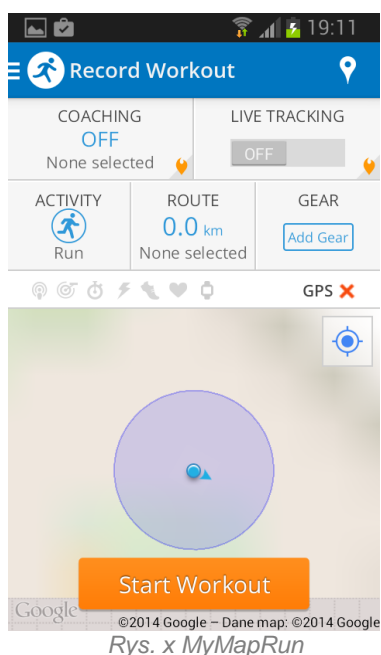 19:11
Record Workout
COACHING
OFF
None selected
LIVE TRACKING
OFF
ACTIVITY
Run
ROUTE
0.0 km
None selected
GEAR
Add Gear
GPS
Start Workout
Google
©2014 Google – Dane map: ©2014 Google
Rys. x MyMapRun